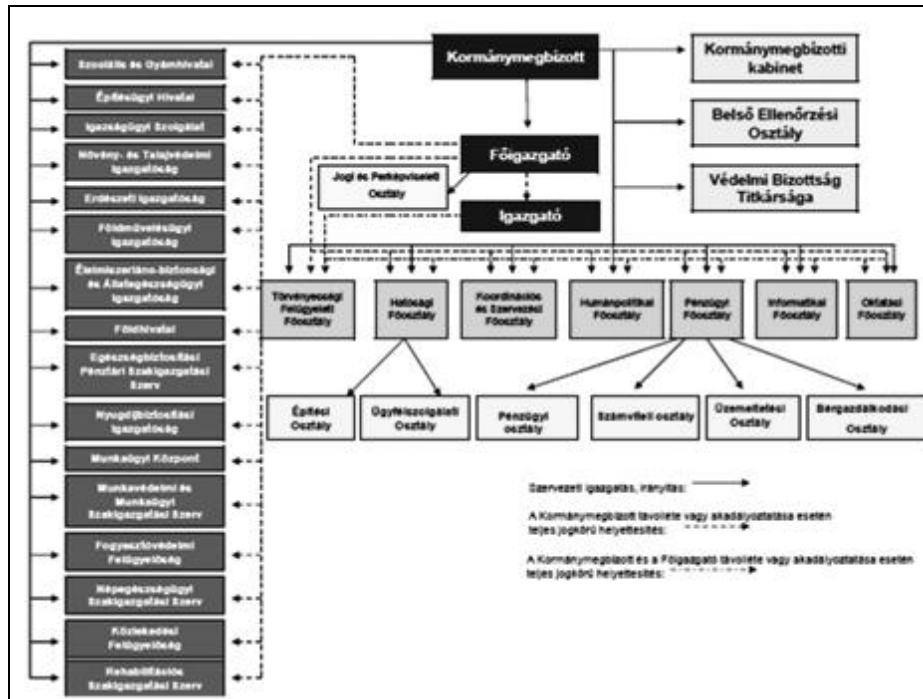 Kormánymegbízott
Kormánymegbízotti
kabinet
Belső Ellenőrzési
Osztály
Védelmi Bizottság
Titkársága
Főigazgató
Jogi és Perképviseleti
Osztály
Igazgató
Szociális és Gyámhivatal
Építésügyi Hivatal
Igazságügyi Szolgálat
Növény- és Talajvédelmi
Igazgatóság
Erdészeti Igazgatóság
Földművelésügyi
Igazgatóság
Élelmiszerlánc-biztonsági
és Állategészségügyi
Igazgatóság
Földhivatal
Egészségbiztosítási
Pénztári Szakigazgatási
Szerv
Nyugdíjbiztosítási
Igazgatóság
Munkaügyi Központ
Munkavédelmi és
Munkaügyi
Szakigazgatási Szerv
Fogyasztóvédelmi
Felügyelőség
Népegészségügyi
Szakigazgatási Szerv
Közlekedési
Felügyelőség
Rehabilitációs
Szakigazgatási Szerv
Törvényességi
Felügyeleti
Főosztály
Hatósági
Főosztály
Koordinációs
és Szervezési
Főosztály
Humánpolitikai
Főosztály
Pénzügyi
Főosztály
Informatikai
Főosztály
Oktatási
Főosztály
Építési
Osztály
Ügyfélszolgálati
Osztály
Pénzügyi
osztály
Számviteli osztály
Üzemeltetési
Osztály
Bérgazdálkodási
Osztály
Szervezeti igazgatás, irányítás:
A Kormánymegbízott távolléte vagy akadályoztatása esetén
teljes jogkörű helyettesítés:
A Kormánymegbízott és a Főigazgató távolléte vagy akadályoztatása esetén
teljes jogkörű helyettesítés: